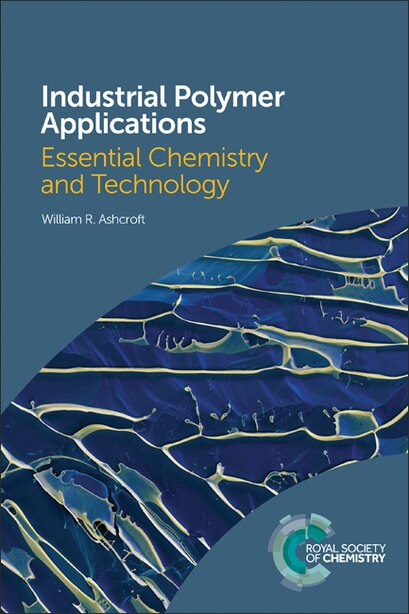 Industrial Polymer
Applications
Essential Chemistry
and Technology
William R. Ashcroft
ROYAL SOCIETY
OF CHEMISTRY